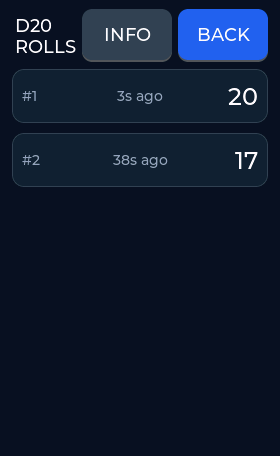 D20
ROLLS
INFO
BACK
#1 3s ago 20
#2 38s ago 17